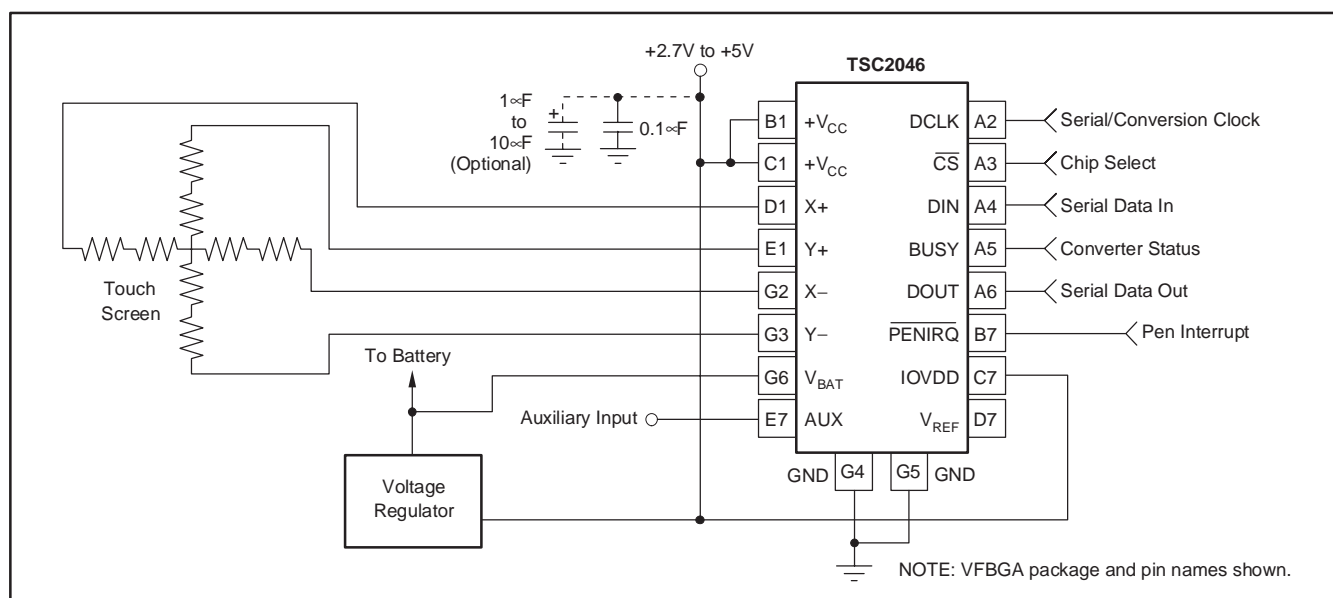 +2.7V to +5V
TSC2046
1∝F
to
10∝F
(Optional)
+
0.1∝F
B1 +VCC DCLK A2 Serial/Conversion Clock
C1 +VCC CS A3 Chip Select
D1 X+ DIN A4 Serial Data In
E1 Y+ BUSY A5 Converter Status
G2 X− DOUT A6 Serial Data Out
G3 Y− PENIRQ B7 Pen Interrupt
G6 VBAT IOVDD C7
Auxiliary Input E7 AUX VREF D7
Touch
Screen
To Battery
Voltage
Regulator
GND G4 G5 GND
NOTE: VFBGA package and pin names shown.